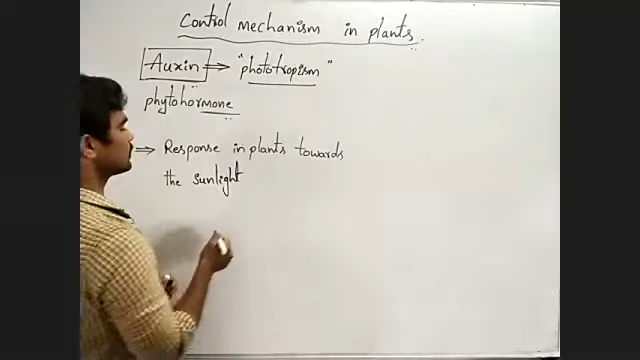 Control mechanism in plants.
Auxin ⇒ "phototropism"
phytohormone
⇒ Response in plants towards
the sunlight